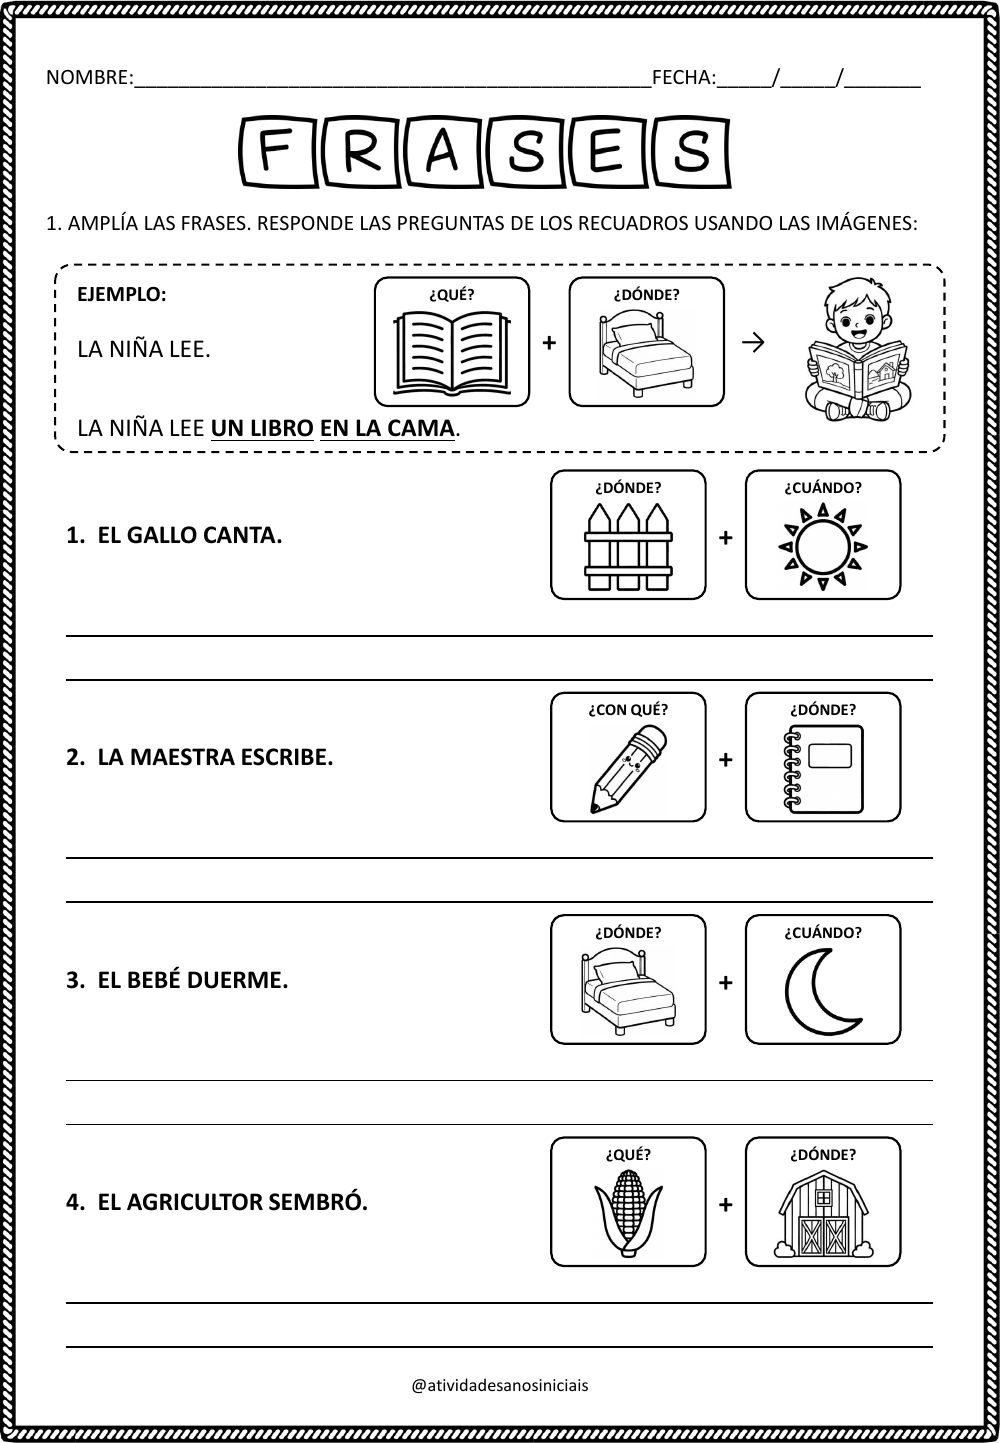 NOMBRE:_______________________________________________FECHA:_____/_____/_______
FRASES
1. AMPLÍA LAS FRASES. RESPONDE LAS PREGUNTAS DE LOS RECUADROS USANDO LAS IMÁGENES:
EJEMPLO:
¿QUÉ?
+
¿DÓNDE?
→
LA NIÑA LEE.
LA NIÑA LEE UN LIBRO EN LA CAMA.
1. EL GALLO CANTA.
¿DÓNDE?
+
¿CUÁNDO?
2. LA MAESTRA ESCRIBE.
¿CON QUÉ?
+
¿DÓNDE?
3. EL BEBÉ DUERME.
¿DÓNDE?
+
¿CUÁNDO?
4. EL AGRICULTOR SEMBRÓ.
¿QUÉ?
+
¿DÓNDE?
@atividadesanosiniciais